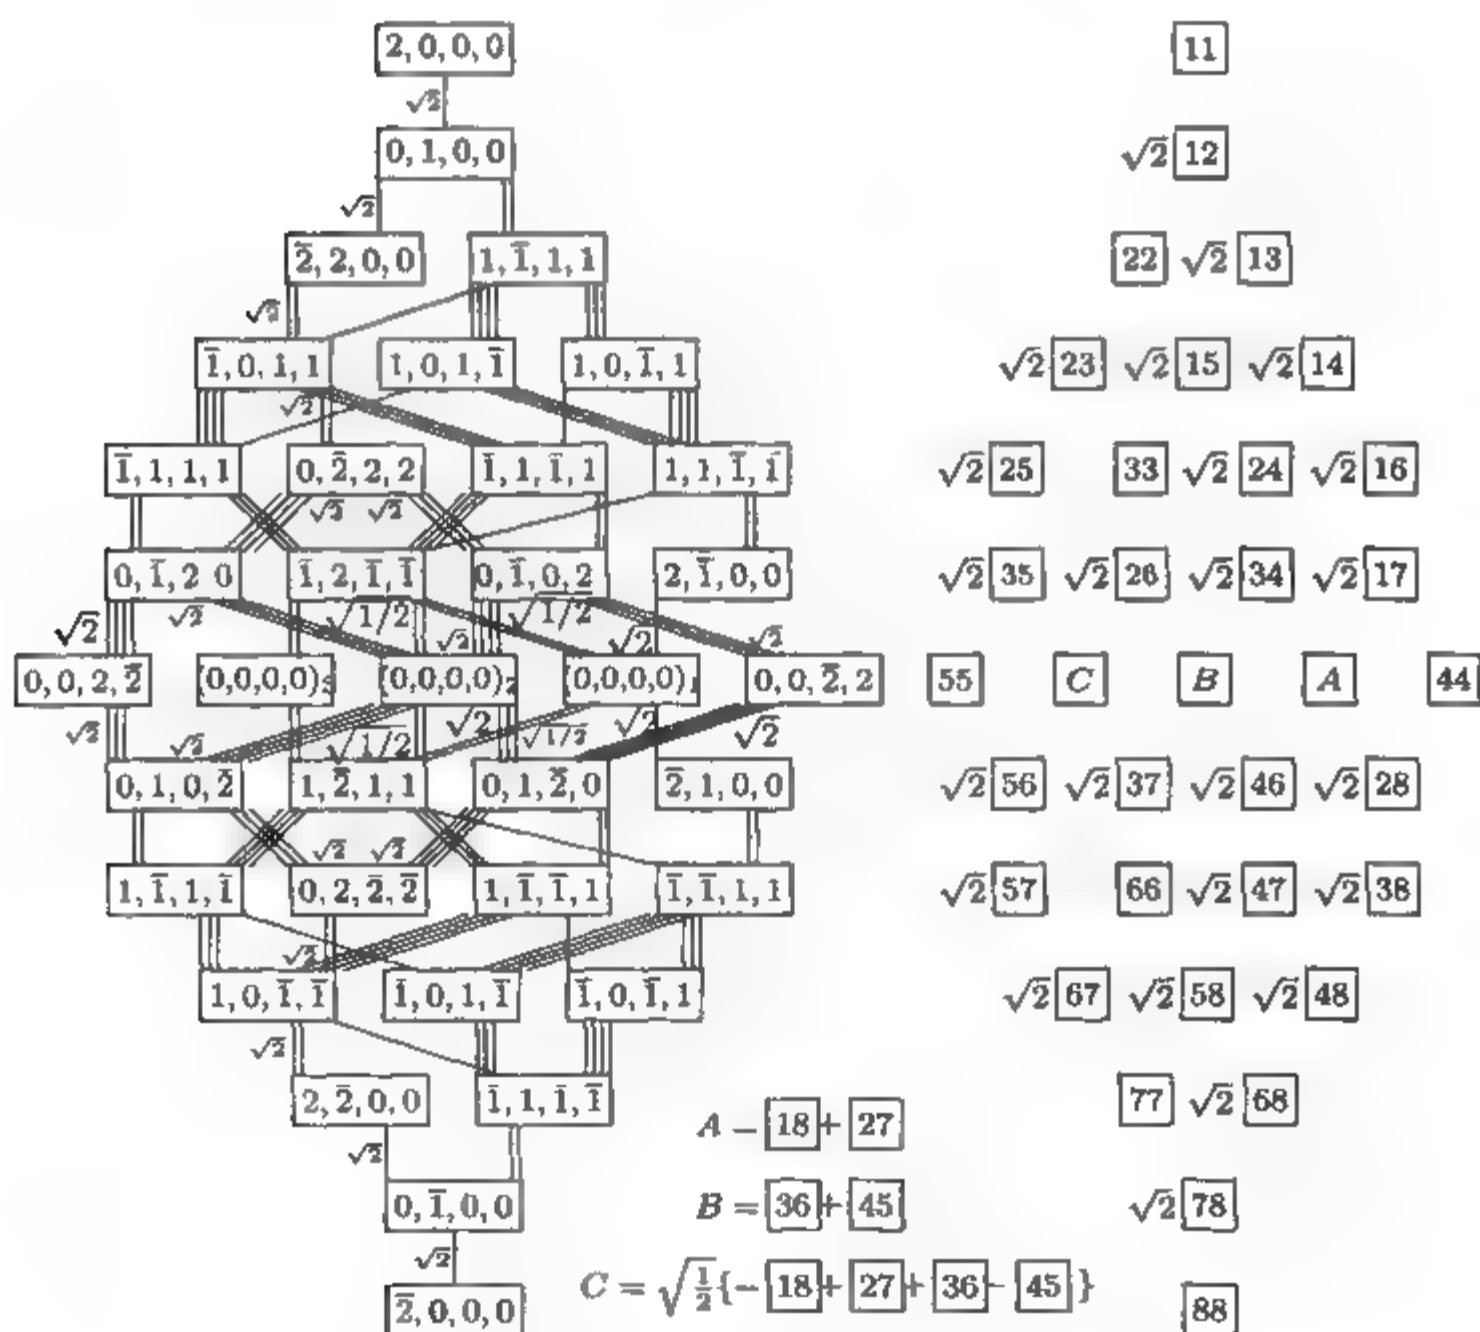 2, 0, 0, 0 11
√2
0, 1, 0, 0 √2 12
√2
2̄, 2, 0, 0 1, 1̄, 1, 1 22 √2 13
√2
1̄, 0, 1, 1 1, 0, 1, 1̄ 1, 0, 1̄, 1 √2 23 √2 15 √2 14
√2
1̄, 1, 1, 1 0, 2̄, 2, 2 1̄, 1, 1̄, 1 1, 1, 1̄, 1̄ √2 25 33 √2 24 √2 16
√2 √2
0, 1̄, 2 0 1̄, 2, 1̄, 1̄ 0, 1̄, 0, 2 2, 1̄, 0, 0 √2 35 √2 26 √2 34 √2 17
√2 √2 √1/2 √2 √1/2 √2 √2
0, 0, 2, 2̄ (0,0,0,0)3 (0,0,0,0)2 (0,0,0,0)1 0, 0, 2̄, 2 55 C B A 44
√2 √2 √1/2 √2 √1/2 √2 √2
0, 1, 0, 2̄ 1, 2̄, 1, 1 0, 1, 2̄, 0 2̄, 1, 0, 0 √2 56 √2 37 √2 46 √2 28
√2 √2
1, 1̄, 1, 1̄ 0, 2, 2̄, 2̄ 1, 1̄, 1̄, 1 1̄, 1̄, 1, 1 √2 57 66 √2 47 √2 38
√2
1, 0, 1̄, 1̄ 1̄, 0, 1, 1̄ 1̄, 0, 1̄, 1 √2 67 √2 58 √2 48
√2
2, 2̄, 0, 0 1̄, 1, 1̄, 1̄ 77 √2 68
A – 18 + 27
√2
0, 1̄, 0, 0 B = 36 + 45 √2 78
√2
C = √1/2 {– 18 + 27 + 36 – 45 }
2̄, 0, 0, 0 88